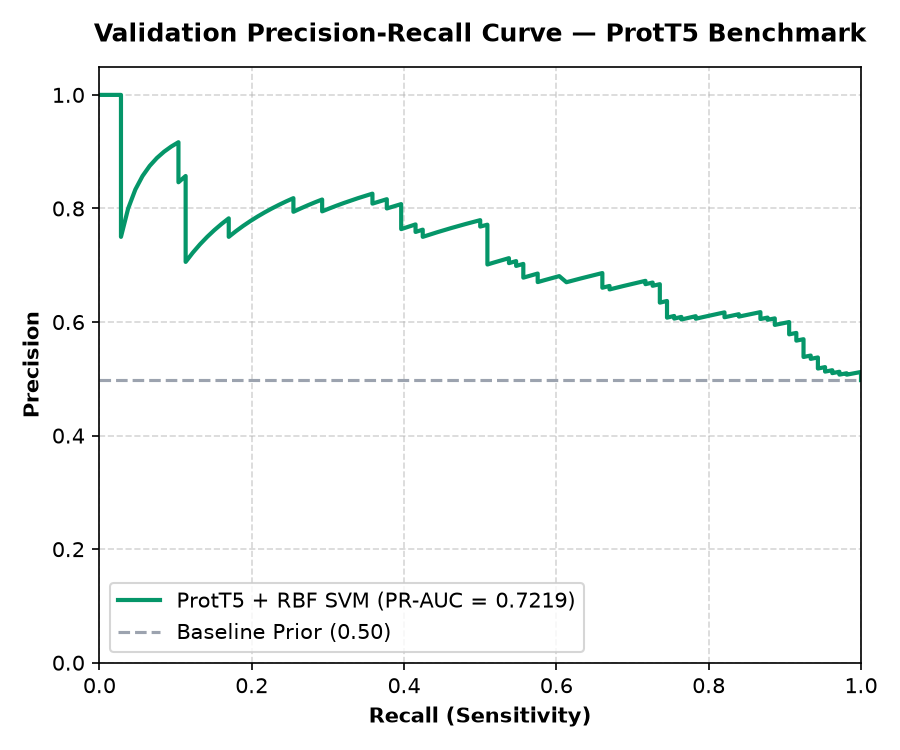 Validation Precision-Recall Curve — ProtT5 Benchmark
Precision
1.0
0.8
0.6
0.4
0.2
0.0
ProtT5 + RBF SVM (PR-AUC = 0.7219)
Baseline Prior (0.50)
0.0 0.2 0.4 0.6 0.8 1.0
Recall (Sensitivity)